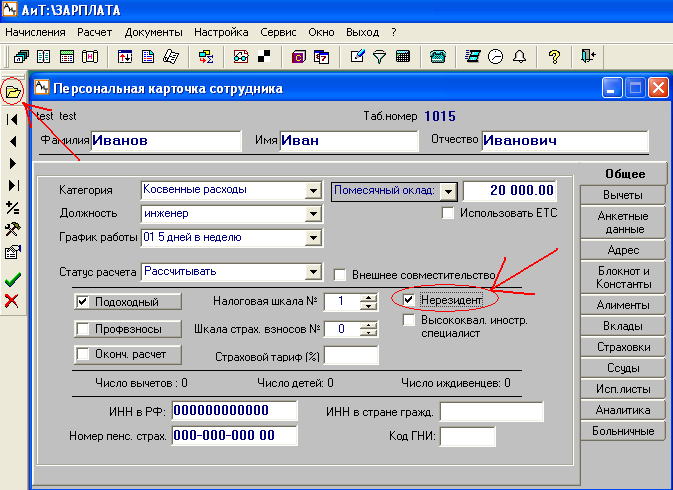 АиТ:\ЗАРПЛАТА
Начисления Расчет Документы Настройка Сервис Окно Выход ?
Персональная карточка сотрудника
test test Таб.номер 1015
Фамилия Иванов Имя Иван Отчество Иванович
Общее
Категория Косвенные расходы Помесячный оклад: 20 000.00
Вычеты
Должность инженер Использовать ЕТС
Анкетные
данные
График работы 01 5 дней в неделю
Адрес
Статус расчета Рассчитывать Внешнее совместительство
Блокнот и
Константы
Подоходный Налоговая шкала № 1 Нерезидент
Алименты
Профвзносы Шкала страх. взносов № 0 Высококвал. иностр.
специалист
Вклады
Оконч. расчет Страховой тариф (%)
Страховки
Ссуды
Число вычетов : 0 Число детей: 0 Число иждивенцев: 0
Исп.листы
ИНН в РФ: 000000000000 ИНН в стране гражд.
Аналитика
Номер пенс. страх. 000-000-000 00 Код ГНИ:
Больничные